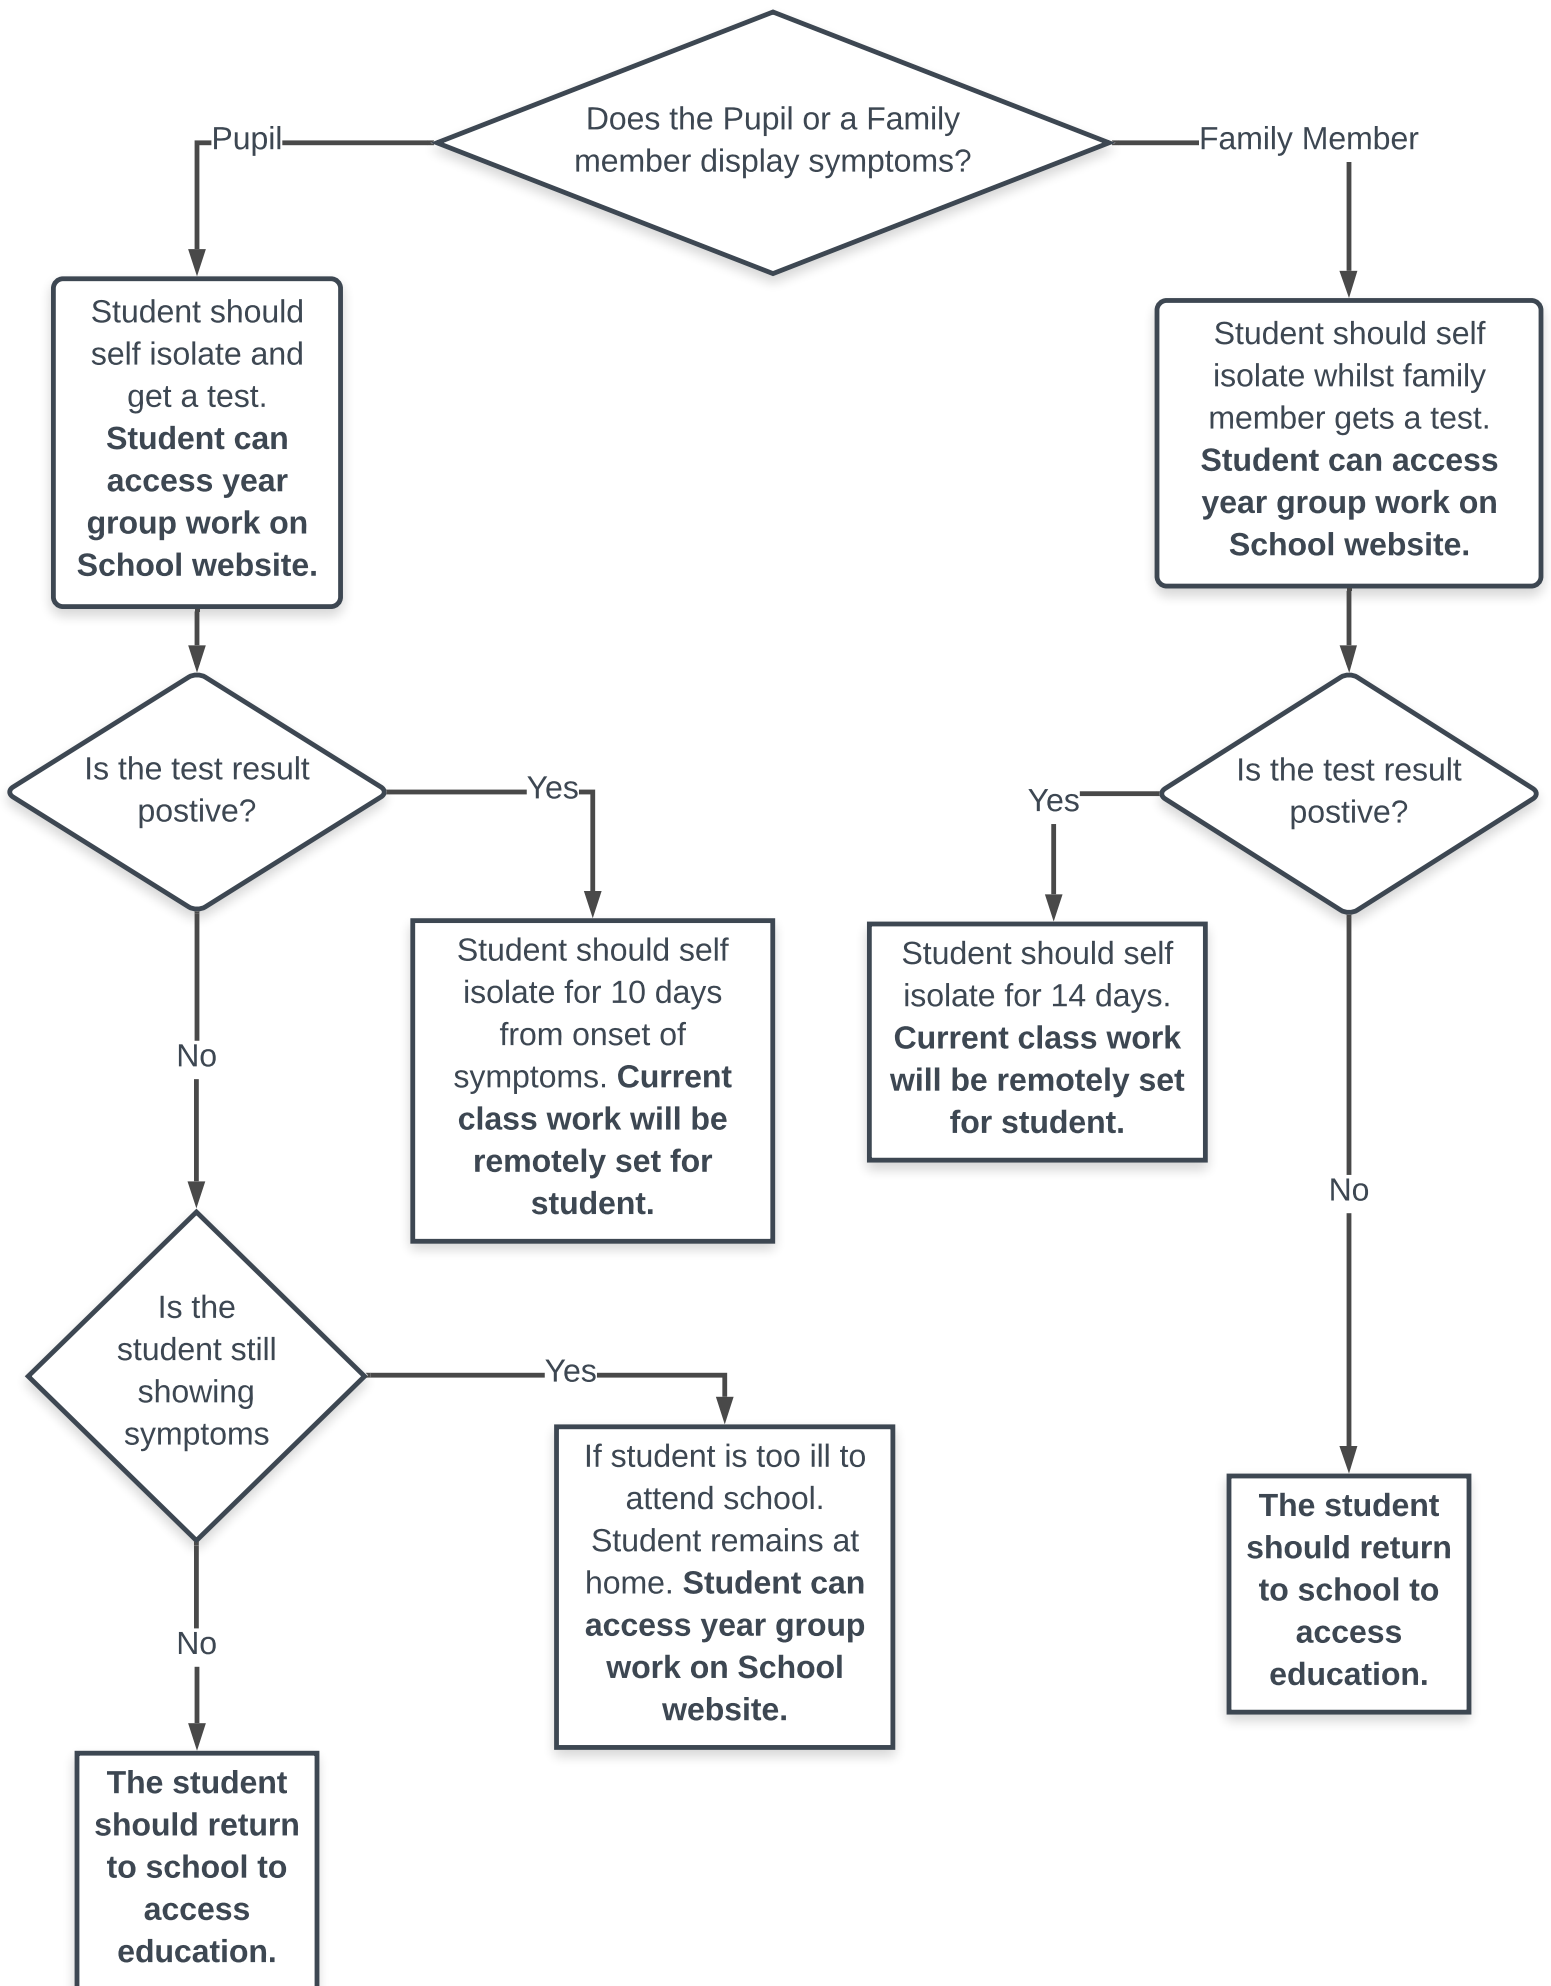 Does the Pupil or a Family
member display symptoms?
Pupil
Family Member
Student should
self isolate and
get a test.
Student can
access year
group work on
School website.
Student should self
isolate whilst family
member gets a test.
Student can access
year group work on
School website.
Is the test result
postive?
Yes
Yes
Is the test result
postive?
Student should self
isolate for 10 days
from onset of
symptoms. Current
class work will be
remotely set for
student.
Student should self
isolate for 14 days.
Current class work
will be remotely set
for student.
No
No
Is the
student still
showing
symptoms
Yes
If student is too ill to
attend school.
Student remains at
home. Student can
access year group
work on School
website.
The student
should return
to school to
access
education.
No
The student
should return
to school to
access
education.